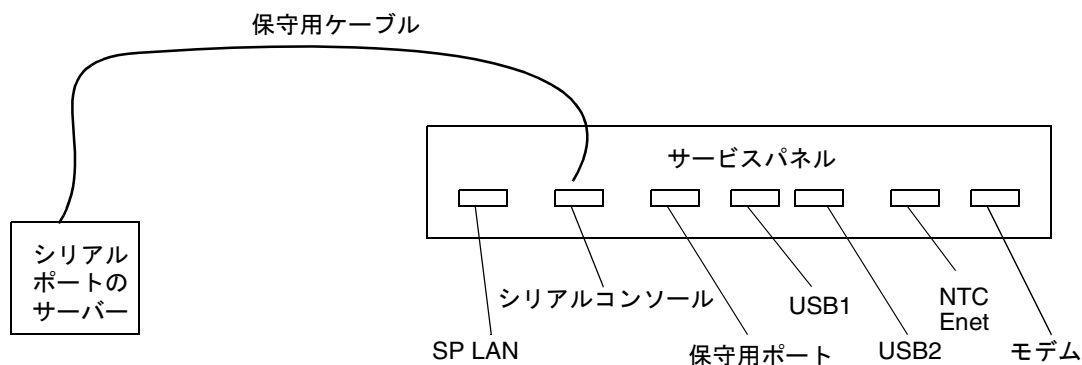 保守用ケーブル
サービスパネル
シリアル
ポートの
サーバー
シリアルコンソール
USB1
NTC
Enet
SP LAN
保守用ポート
USB2
モデム